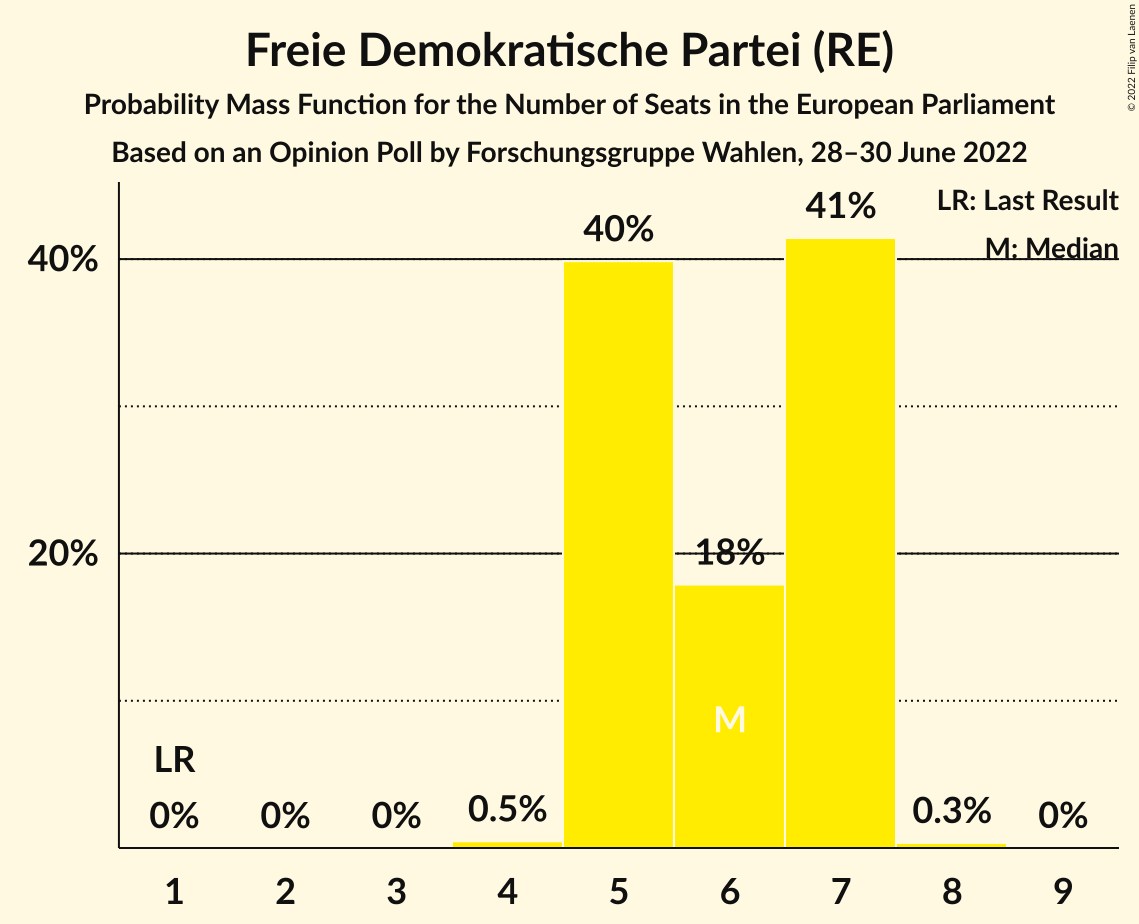 Freie Demokratische Partei (RE)
Probability Mass Function for the Number of Seats in the European Parliament
Based on an Opinion Poll by Forschungsgruppe Wahlen, 28–30 June 2022
© 2022 Filip van Laenen
LR: Last Result
M: Median
41%
40%
40%
20%
18%
M
LR
0%
0%
0%
0.5%
0.3%
0%
1 2 3 4 5 6 7 8 9